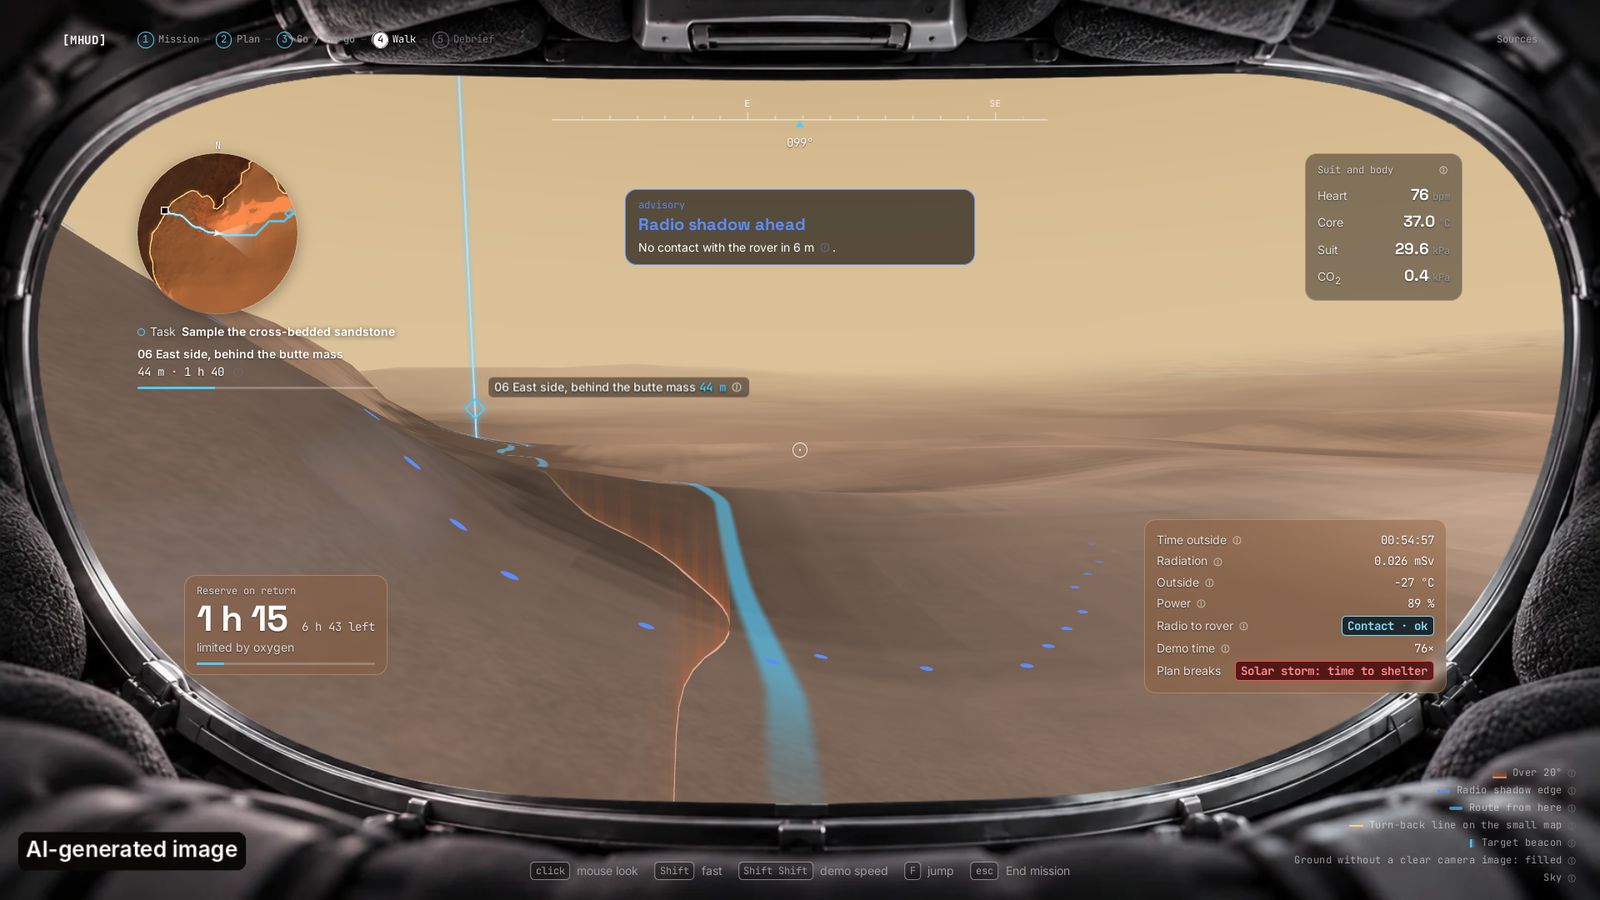 [MHUD]
1 Mission
2 Plan
3 Go / no-go
4 Walk
5 Debrief
Sources
E
SE
099°
N
advisory
Radio shadow ahead
No contact with the rover in 6 m.
Suit and body
Heart 76 bpm
Core 37.0 °C
Suit 29.6 kPa
CO2 0.4 kPa
Task Sample the cross-bedded sandstone
06 East side, behind the butte mass
44 m · 1 h 40
06 East side, behind the butte mass 44 m
Reserve on return
1 h 15 6 h 43 left
limited by oxygen
Time outside 00:54:57
Radiation 0.026 mSv
Outside -27 °C
Power 89 %
Radio to rover Contact · ok
Demo time 76×
Plan breaks Solar storm: time to shelter
Over 20°
Radio shadow edge
Route from here
Turn-back line on the small map
Target beacon
Ground without a clear camera image: filled
Sky
AI-generated image
click mouse look Shift fast Shift Shift demo speed F jump esc End mission